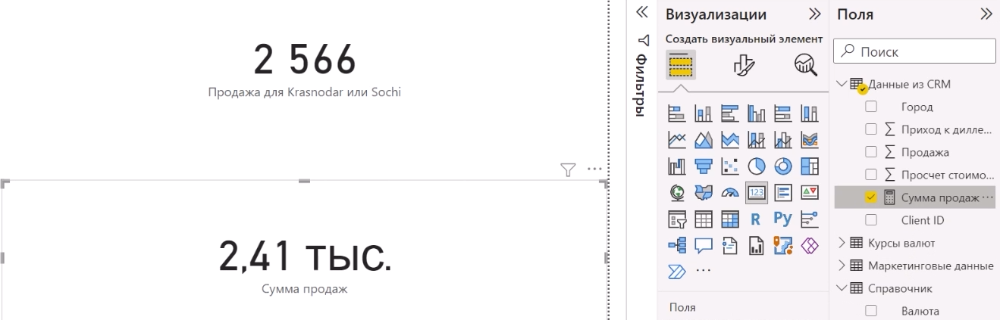 2 566
Продажа для Krasnodar или Sochi
2,41 тыс.
Сумма продаж
Фильтры
Визуализации
Создать визуальный элемент
123
R
Py
Поля
Поля
Поиск
Данные из CRM
Город
Приход к дилле...
Продажа
Просчет стоимо...
Сумма продаж
Client ID
Курсы валют
Маркетинговые данные
Справочник
Валюта